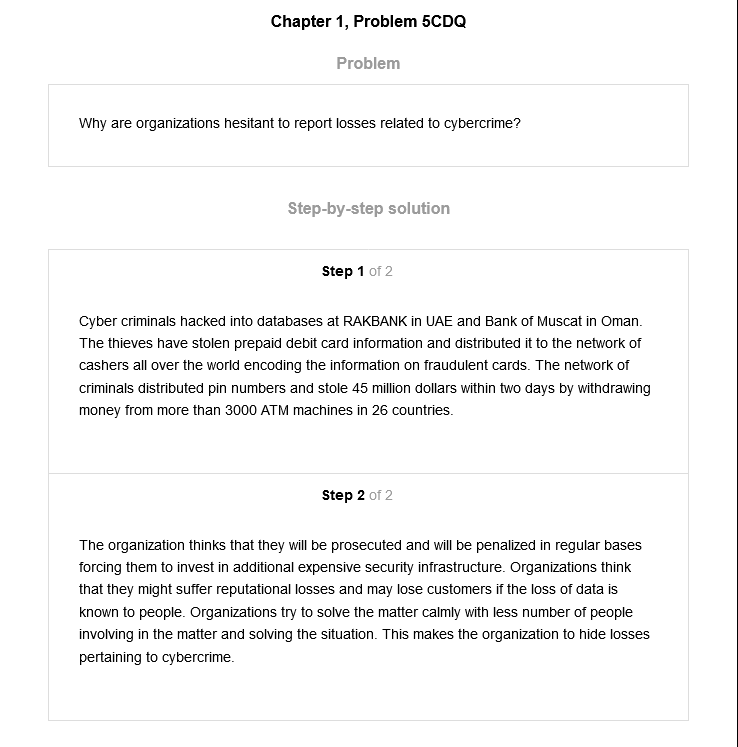 Chapter 1, Problem 5CDQ
Problem
Why are organizations hesitant to report losses related to cybercrime?
Step-by-step solution
Step 1 of 2
Cyber criminals hacked into databases at RAKBANK in UAE and Bank of Muscat in Oman.
The thieves have stolen prepaid debit card information and distributed it to the network of
cashers all over the world encoding the information on fraudulent cards. The network of
criminals distributed pin numbers and stole 45 million dollars within two days by withdrawing
money from more than 3000 ATM machines in 26 countries.
Step 2 of 2
The organization thinks that they will be prosecuted and will be penalized in regular bases
forcing them to invest in additional expensive security infrastructure. Organizations think
that they might suffer reputational losses and may lose customers if the loss of data is
known to people. Organizations try to solve the matter calmly with less number of people
involving in the matter and solving the situation. This makes the organization to hide losses
pertaining to cybercrime.